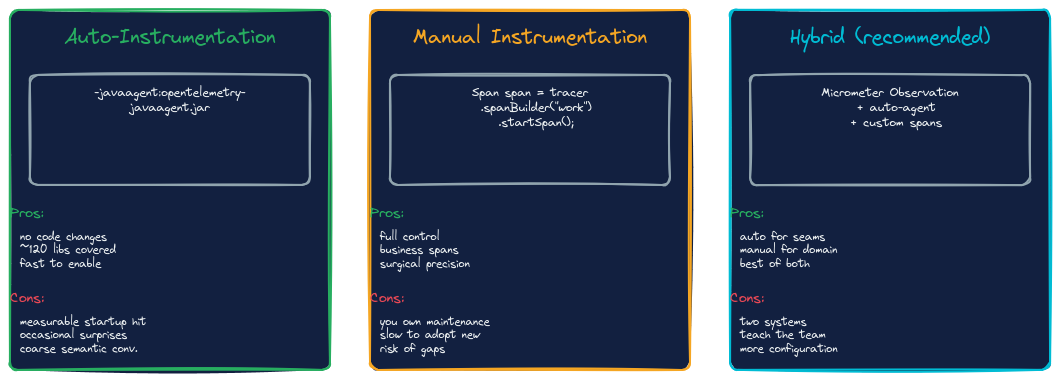 Auto-Instrumentation
-javaagent:opentelemetry-
javaagent.jar
Pros:
no code changes
~120 libs covered
fast to enable
Cons:
measurable startup hit
occasional surprises
coarse semantic conv.
Manual Instrumentation
Span span = tracer
.spanBuilder("work")
.startSpan();
Pros:
full control
business spans
surgical precision
Cons:
you own maintenance
slow to adopt new
risk of gaps
Hybrid (recommended)
Micrometer Observation
+ auto-agent
+ custom spans
Pros:
auto for seams
manual for domain
best of both
Cons:
two systems
teach the team
more configuration